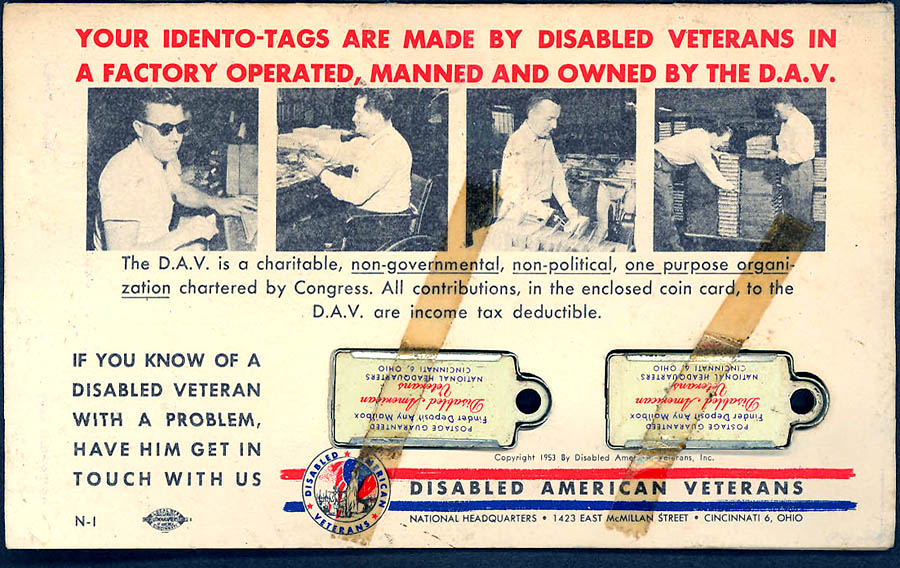 YOUR IDENTO-TAGS ARE MADE BY DISABLED VETERANS IN
A FACTORY OPERATED, MANNED AND OWNED BY THE D.A.V.
The D.A.V. is a charitable, non-governmental, non-political, one purpose organi-
zation chartered by Congress. All contributions, in the enclosed coin card, to the
D.A.V. are income tax deductible.
IF YOU KNOW OF A
DISABLED VETERAN
WITH A PROBLEM,
HAVE HIM GET IN
TOUCH WITH US
N-1
POSTAGE GUARANTEED
Finder Deposit Any Mailbox
Disabled American
Veterans
NATIONAL HEADQUARTERS
CINCINNATI 6, OHIO
POSTAGE GUARANTEED
Finder Deposit Any Mailbox
Disabled American
Veterans
NATIONAL HEADQUARTERS
CINCINNATI 6, OHIO
Copyright 1953 By Disabled American Veterans, Inc.
DISABLED AMERICAN VETERANS
DISABLED AMERICAN VETERANS
NATIONAL HEADQUARTERS • 1423 EAST McMILLAN STREET • CINCINNATI 6, OHIO